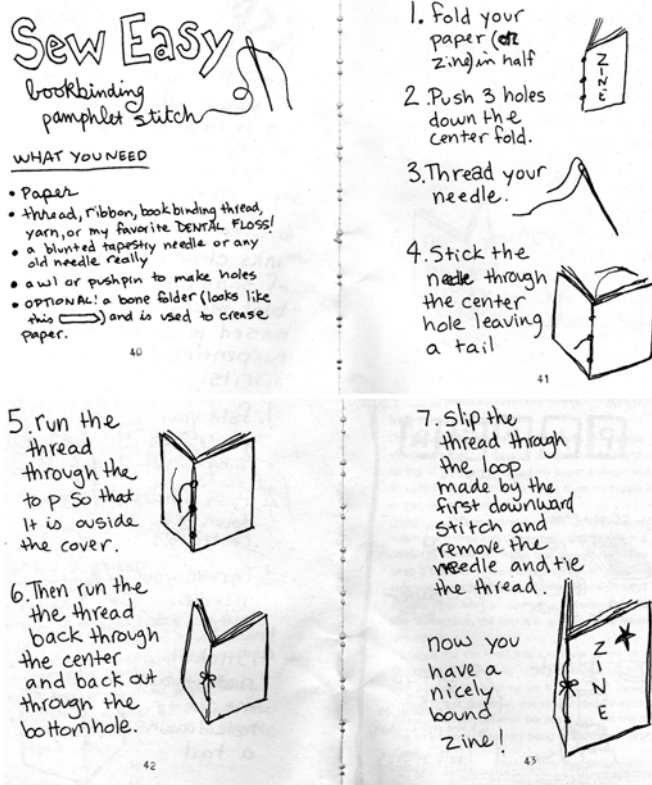 Sew Easy
bookbinding
pamphlet stitch
WHAT YOU NEED
• Paper
• thread, ribbon, bookbinding thread,
yarn, or my favorite DENTAL FLOSS!
• a blunted tapestry needle or any
old needle really
• awl or pushpin to make holes
• OPTIONAL: a bone folder (looks like
this ) and is used to crease
paper.
40
1. fold your
paper (or
zine) in half
ZINE
2. Push 3 holes
down the
center fold.
3. Thread your
needle.
4. Stick the
needle through
the center
hole leaving
a tail
41
5. run the
thread
through the
to p so that
it is ouside
the cover.
6. Then run the
the thread
back through
the center
and back out
through the
bottomhole.
42
7. Slip the
thread through
the loop
made by the
first downward
stitch and
remove the
needle and tie
the thread.
now you
have a
nicely
bound
zine!
ZINE
43